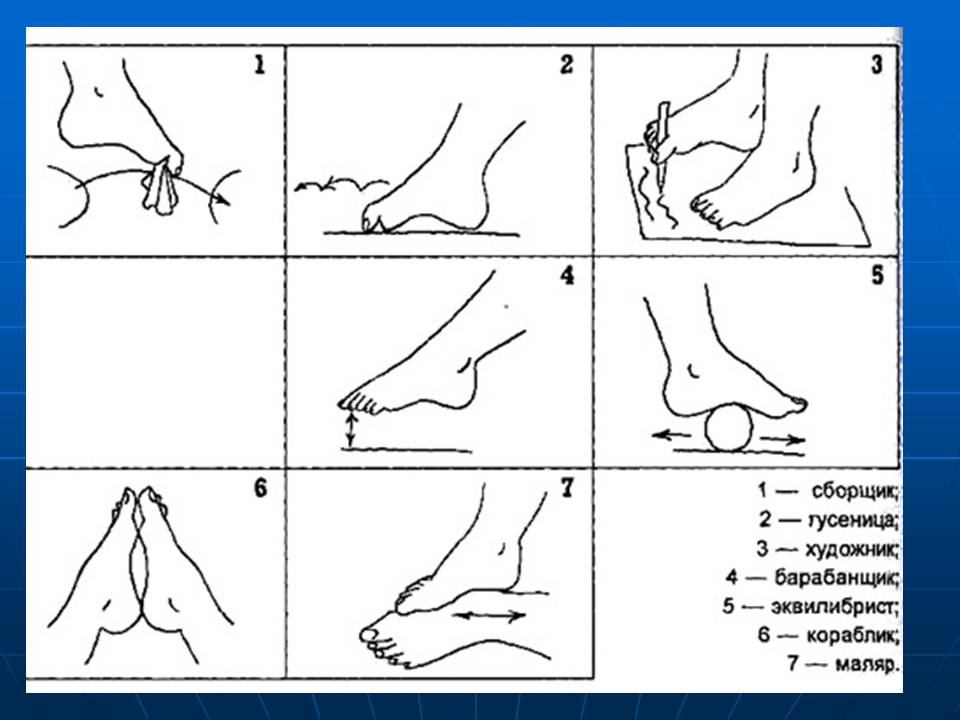 1
2
3
4
5
6
7
1 — сборщик;
2 — гусеница;
3 — художник;
4 — барабанщик;
5 — эквилибрист;
6 — кораблик;
7 — маляр.